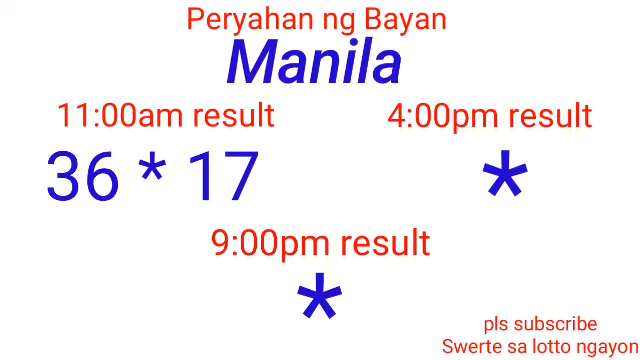 Peryahan ng Bayan
Manila
11:00am result
36 * 17
4:00pm result
*
9:00pm result
*
pls subscribe
Swerte sa lotto ngayon